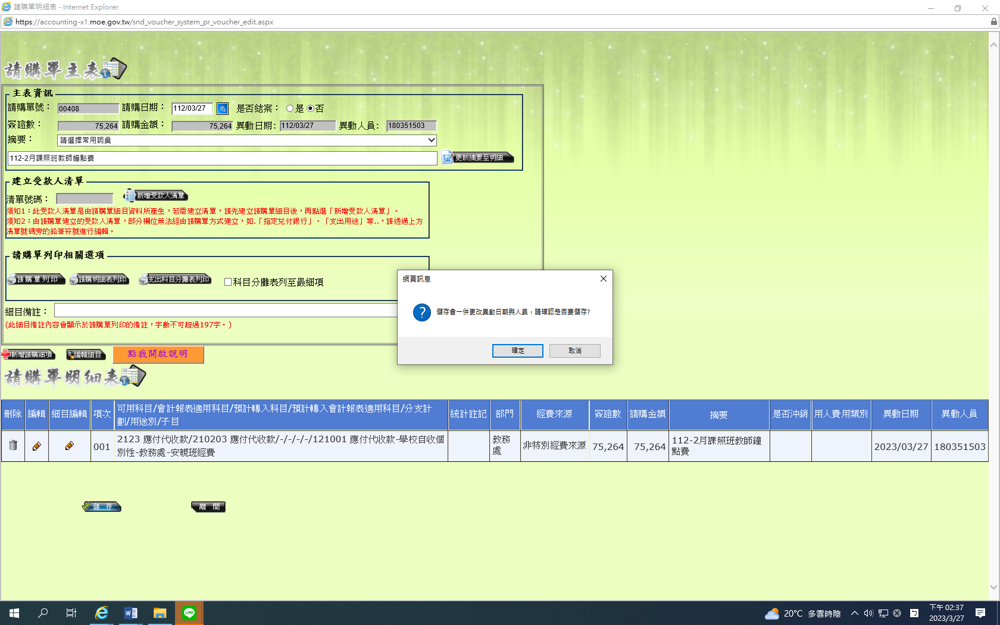 請購單明細表 - Internet Explorer
https://accounting-x1.moe.gov.tw/snd_voucher_system_pr_voucher_edit.aspx
請購單主表
主表資訊
請購單號： 00408 請購日期： 112/03/27 是否結案： 是 否
簽證數： 75,264 請購金額： 75,264 異動日期: 112/03/27 異動人員: 180351503
摘要： 請選擇常用詞彙
112-2月課照班教師鐘點費 更新摘要至明細
建立受款人清單
清單號碼： 新增受款人清單
須知1：此受款人清單是由請購單細目資料所產生，若需建立清單，請先建立請購單細目後，再點選「新增受款人清單」。
須知2：由請購單建立的受款人清單，部分欄位無法經由請購單方式建立，如.「指定兌付銀行」、「支出用途」等..，請透過上方
清單號碼旁的鉛筆符號進行編輯。
請購單列印相關選項
請購單列印 請購明細表列印 支出科目分攤表列印 科目分攤表列至最細項
細目備註：
(此細目備註內容會顯示於請購單列印的備註，字數不可超過197字。)
網頁訊息
儲存會一併更改異動日期與人員，請確認是否要儲存?
確定 取消
新增請購細項 編輯細目 點我開啟說明
請購單明細表
刪除 編輯 細目編輯 項次 可用科目/會計報表適用科目/預計轉入科目/預計轉入會計報表適用科目/分支計
劃/用途別/子目 統計註記 部門 經費來源 簽證數 請購金額 摘要 是否沖銷 用人費用類別 異動日期 異動人員
001 2123 應付代收款/210203 應付代收款/-/-/-/-/121001 應付代收款-學校自收個
別性-教務處-安親班經費 教務
處 非特別經費來源 75,264 75,264 112-2月課照班教師鐘
點費 2023/03/27 180351503
儲 存 離 開
20°C 多雲時陰
下午 02:37
2023/3/27
LINE